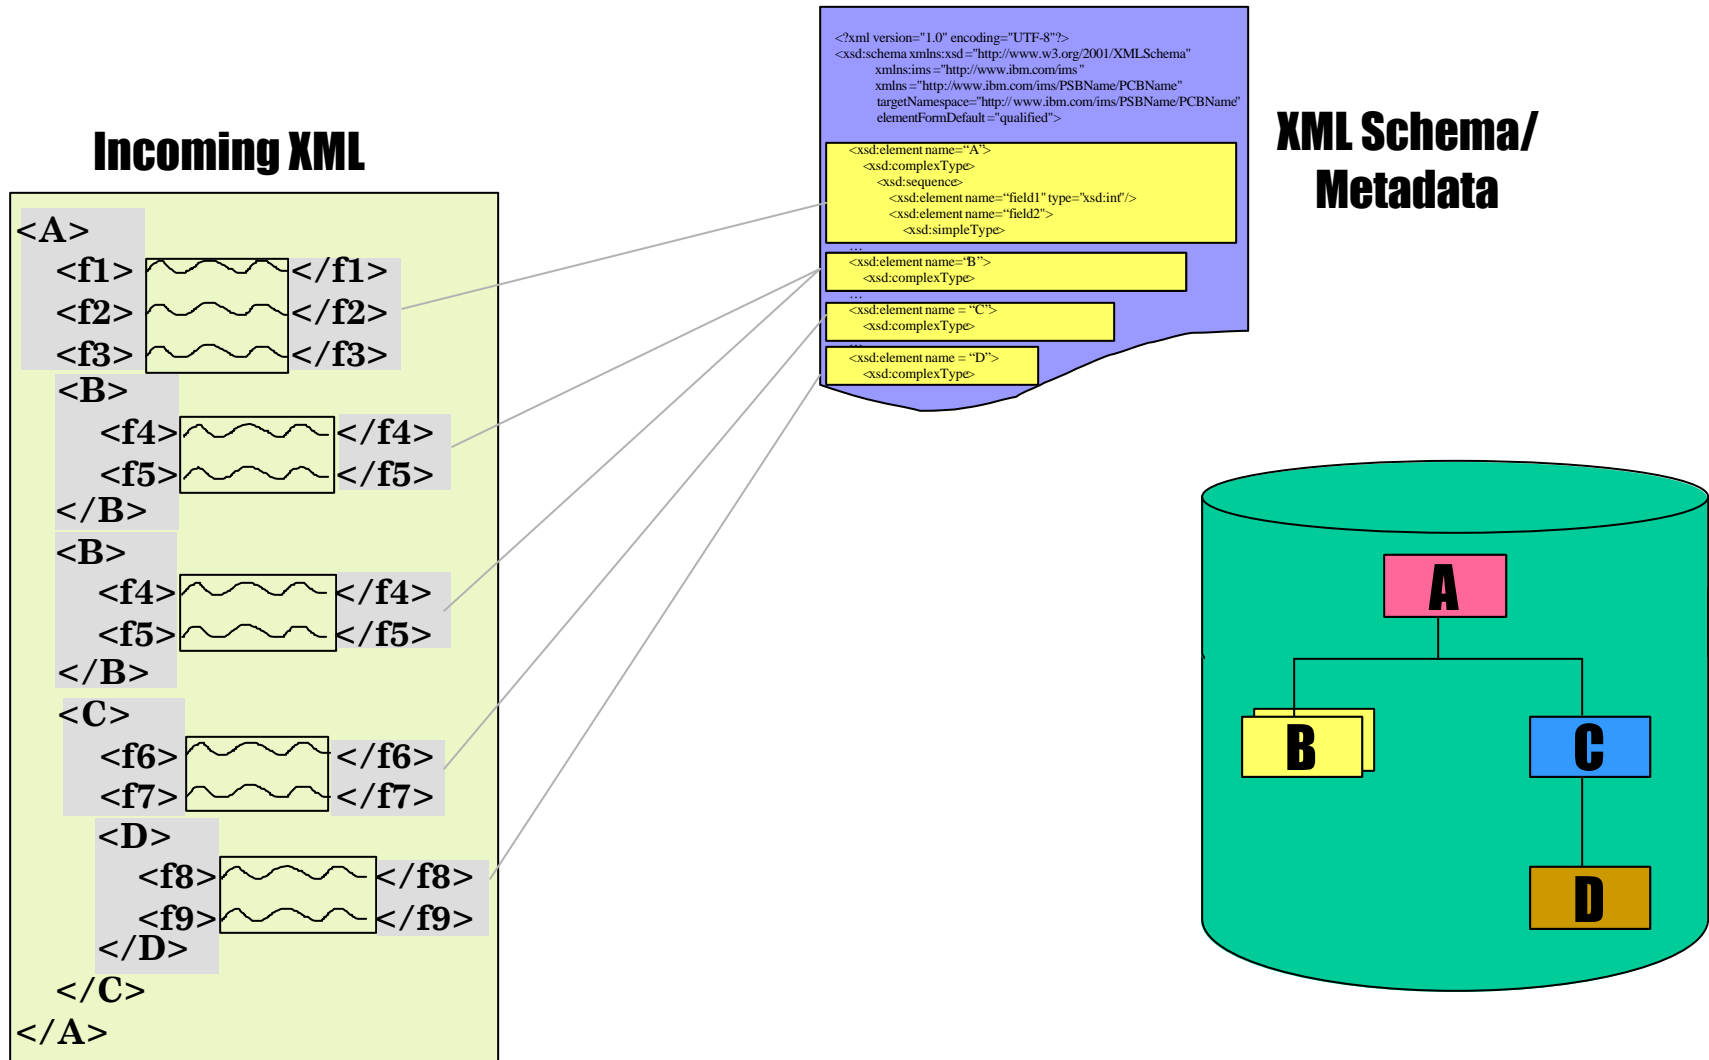 Incoming XML
<A>
<f1> </f1>
<f2> </f2>
<f3> </f3>
<B>
<f4> </f4>
<f5> </f5>
</B>
<B>
<f4> </f4>
<f5> </f5>
</B>
<C>
<f6> </f6>
<f7> </f7>
<D>
<f8> </f8>
<f9> </f9>
</D>
</C>
</A>
<?xml version="1.0" encoding="UTF-8"?>
<xsd:schema xmlns:xsd="http://www.w3.org/2001/XMLSchema"
xmlns:ims="http://www.ibm.com/ims"
xmlns="http://www.ibm.com/ims/PSBName/PCBName"
targetNamespace="http://www.ibm.com/ims/PSBName/PCBName"
elementFormDefault="qualified">
<xsd:element name=“A”>
<xsd:complexType>
<xsd:sequence>
<xsd:element name=“field1" type="xsd:int"/>
<xsd:element name=“field2">
<xsd:simpleType>
…
<xsd:element name=“B”>
<xsd:complexType>
…
<xsd:element name = “C”>
<xsd:complexType>
…
<xsd:element name = “D”>
<xsd:complexType>
XML Schema/
Metadata
A
B C
D